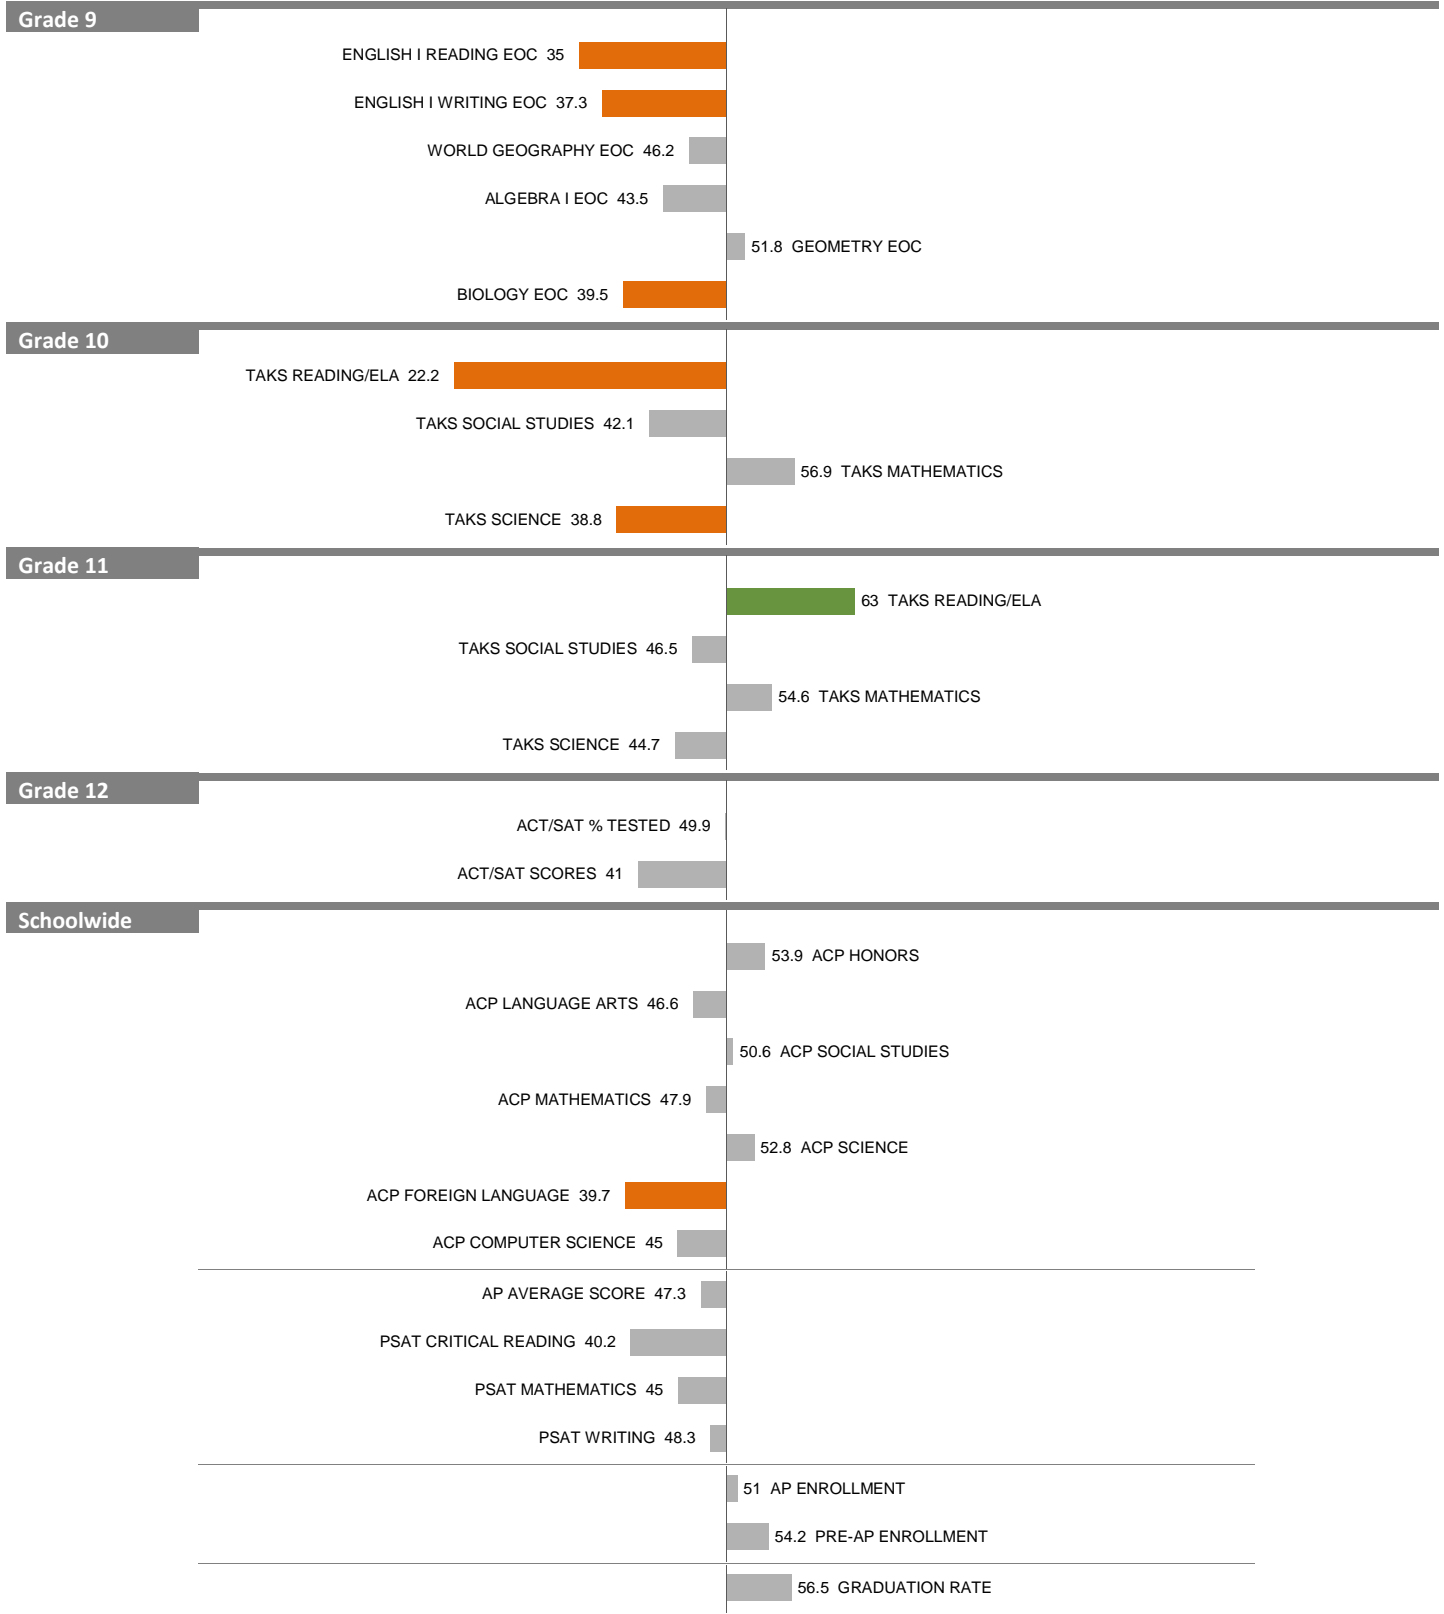 Grade 9
ENGLISH I READING EOC 35
ENGLISH I WRITING EOC 37.3
WORLD GEOGRAPHY EOC 46.2
ALGEBRA I EOC 43.5
51.8 GEOMETRY EOC
BIOLOGY EOC 39.5
Grade 10
TAKS READING/ELA 22.2
TAKS SOCIAL STUDIES 42.1
56.9 TAKS MATHEMATICS
TAKS SCIENCE 38.8
Grade 11
63 TAKS READING/ELA
TAKS SOCIAL STUDIES 46.5
54.6 TAKS MATHEMATICS
TAKS SCIENCE 44.7
Grade 12
ACT/SAT % TESTED 49.9
ACT/SAT SCORES 41
Schoolwide
53.9 ACP HONORS
ACP LANGUAGE ARTS 46.6
50.6 ACP SOCIAL STUDIES
ACP MATHEMATICS 47.9
52.8 ACP SCIENCE
ACP FOREIGN LANGUAGE 39.7
ACP COMPUTER SCIENCE 45
AP AVERAGE SCORE 47.3
PSAT CRITICAL READING 40.2
PSAT MATHEMATICS 45
PSAT WRITING 48.3
51 AP ENROLLMENT
54.2 PRE-AP ENROLLMENT
56.5 GRADUATION RATE